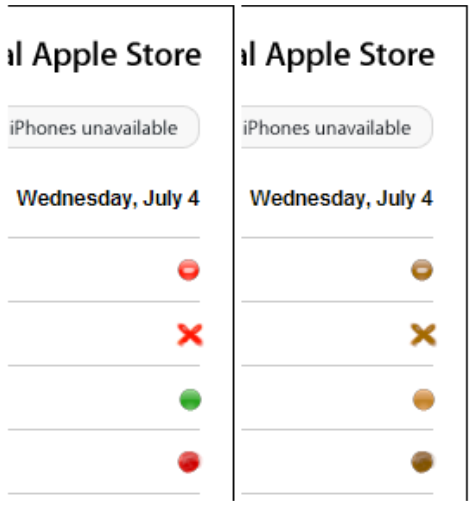 al Apple Store
iPhones unavailable
Wednesday, July 4
al Apple Store
iPhones unavailable
Wednesday, July 4